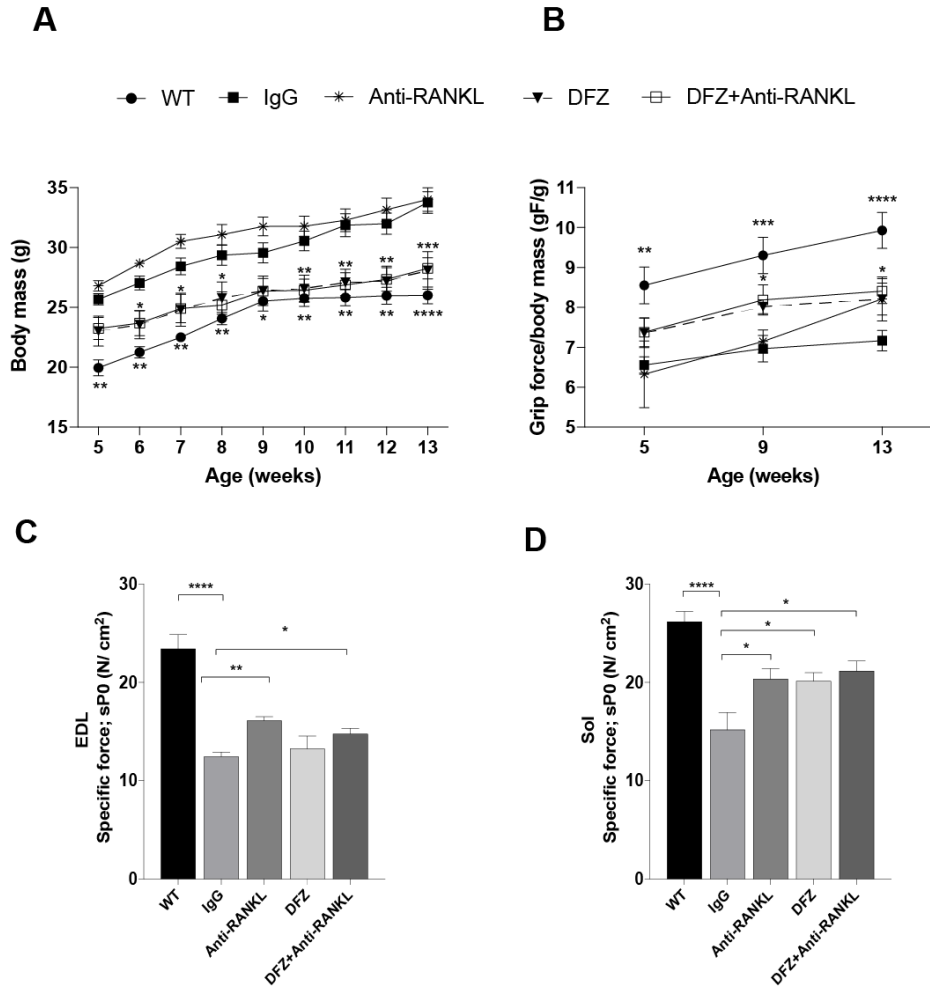 A
B
WT IgG Anti-RANKL DFZ DFZ+Anti-RANKL
Body mass (g)
35
30
25
20
15
** * ** * ** * ** * ** ** ** ** ** ** *** ****
5 6 7 8 9 10 11 12 13
Age (weeks)
Grip force/body mass (gF/g)
11
10
9
8
7
6
5
** *** * **** *
5 9 13
Age (weeks)
C
D
EDL
Specific force; sP0 (N/ cm²)
30
20
10
0
****
*
**
WT IgG Anti-RANKL DFZ DFZ+Anti-RANKL
Sol
Specific force; sP0 (N/ cm²)
30
20
10
0
****
*
*
*
WT IgG Anti-RANKL DFZ DFZ+Anti-RANKL